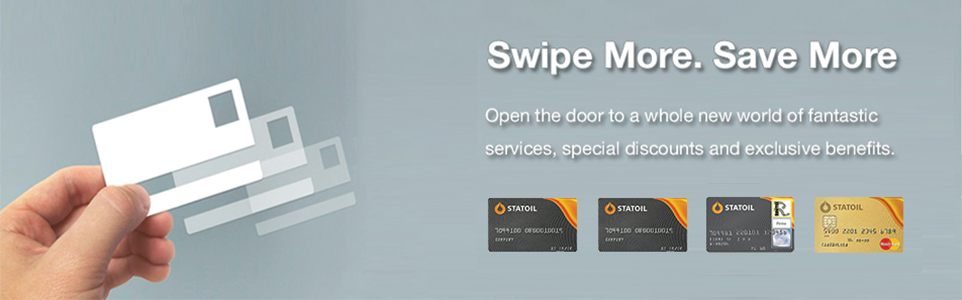 Swipe More. Save More
Open the door to a whole new world of fantastic
services, special discounts and exclusive benefits.
STATOIL
STATOIL
STATOIL
R
STATOIL